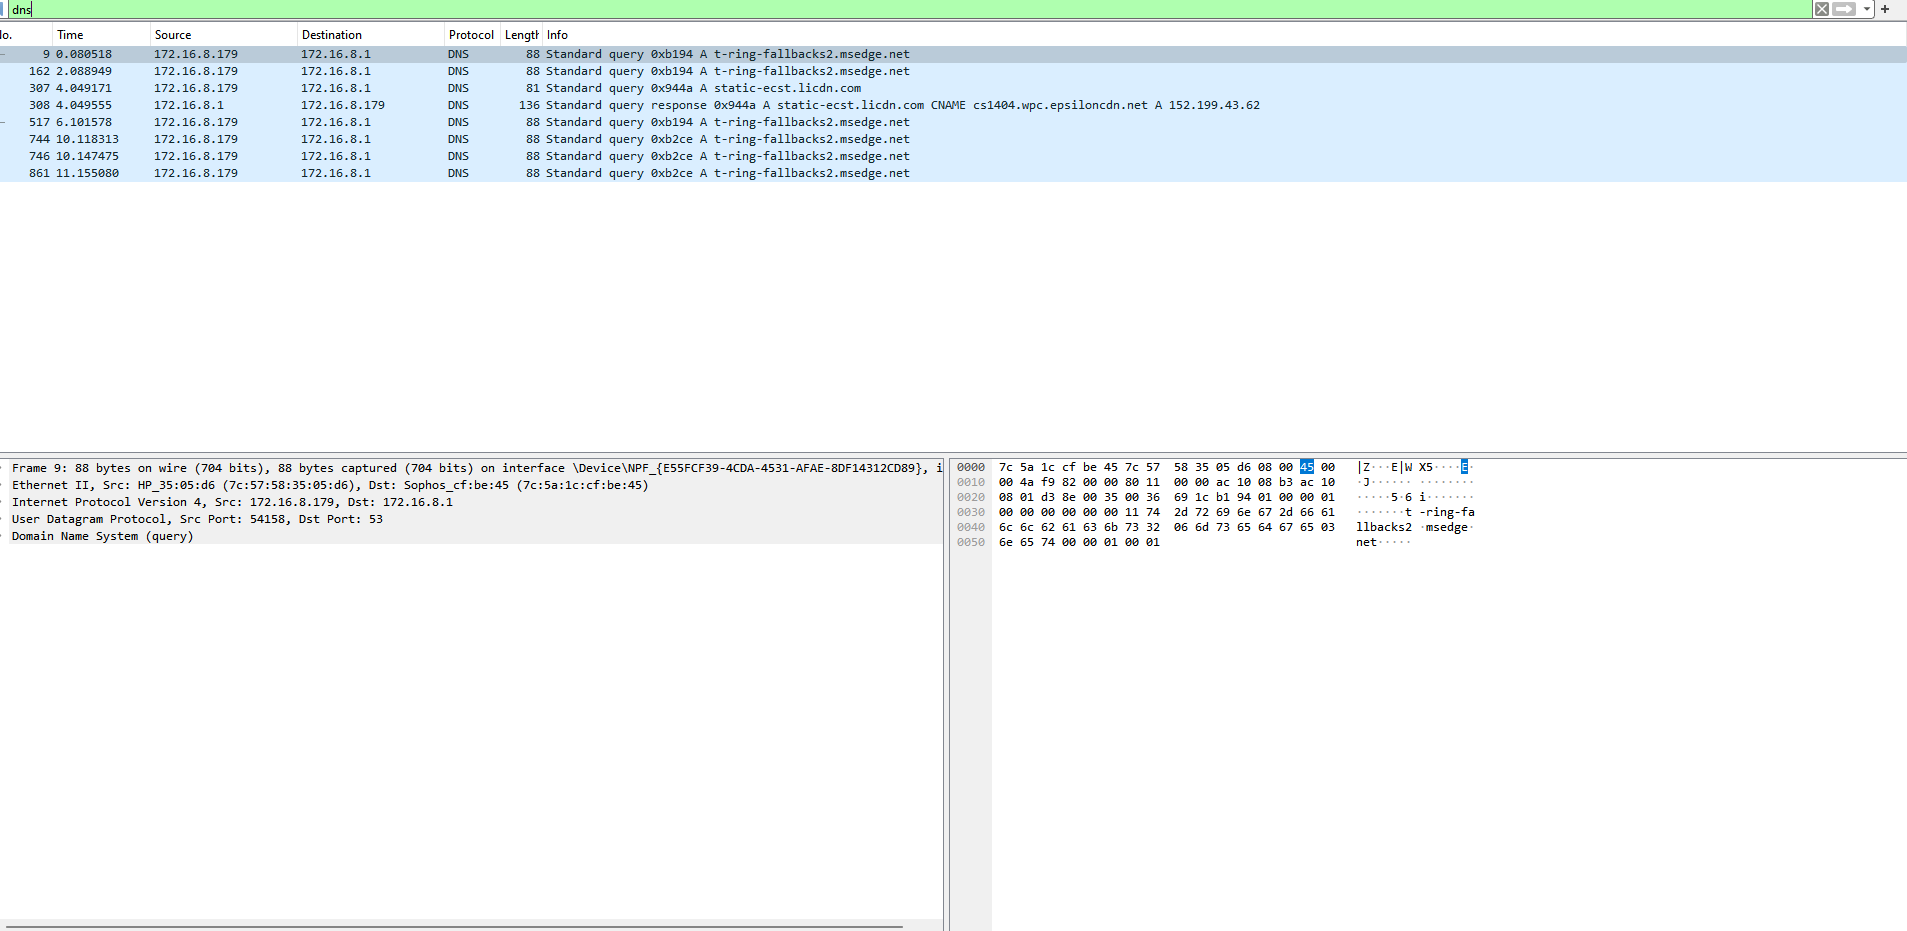 dns
No. Time Source Destination Protocol Length Info
9 0.080518 172.16.8.179 172.16.8.1 DNS 88 Standard query 0xb194 A t-ring-fallbacks2.msedge.net
162 2.088949 172.16.8.179 172.16.8.1 DNS 88 Standard query 0xb194 A t-ring-fallbacks2.msedge.net
307 4.049171 172.16.8.179 172.16.8.1 DNS 81 Standard query 0x944a A static-ecst.licdn.com
308 4.049555 172.16.8.1 172.16.8.179 DNS 136 Standard query response 0x944a A static-ecst.licdn.com CNAME cs1404.wpc.epsiloncdn.net A 152.199.43.62
517 6.101578 172.16.8.179 172.16.8.1 DNS 88 Standard query 0xb194 A t-ring-fallbacks2.msedge.net
744 10.118313 172.16.8.179 172.16.8.1 DNS 88 Standard query 0xb2ce A t-ring-fallbacks2.msedge.net
746 10.147475 172.16.8.179 172.16.8.1 DNS 88 Standard query 0xb2ce A t-ring-fallbacks2.msedge.net
861 11.155080 172.16.8.179 172.16.8.1 DNS 88 Standard query 0xb2ce A t-ring-fallbacks2.msedge.net
Frame 9: 88 bytes on wire (704 bits), 88 bytes captured (704 bits) on interface \Device\NPF_{E55FCF39-4CDA-4531-AFAE-8DF14312CD89}, i
Ethernet II, Src: HP_35:05:d6 (7c:57:58:35:05:d6), Dst: Sophos_cf:be:45 (7c:5a:1c:cf:be:45)
Internet Protocol Version 4, Src: 172.16.8.179, Dst: 172.16.8.1
User Datagram Protocol, Src Port: 54158, Dst Port: 53
Domain Name System (query)
0000 7c 5a 1c cf be 45 7c 57 58 35 05 d6 08 00 45 00 |Z···E|W X5····E·
0010 00 4a f9 82 00 00 80 11 00 00 ac 10 08 b3 ac 10 ·J······ ········
0020 08 01 d3 8e 00 35 00 36 69 1c b1 94 01 00 00 01 ·····5·6 i·······
0030 00 00 00 00 00 00 11 74 2d 72 69 6e 67 2d 66 61 ·······t -ring-fa
0040 6c 6c 62 61 63 6b 73 32 06 6d 73 65 64 67 65 03 llbacks2 ·msedge·
0050 6e 65 74 00 00 01 00 01 net·····